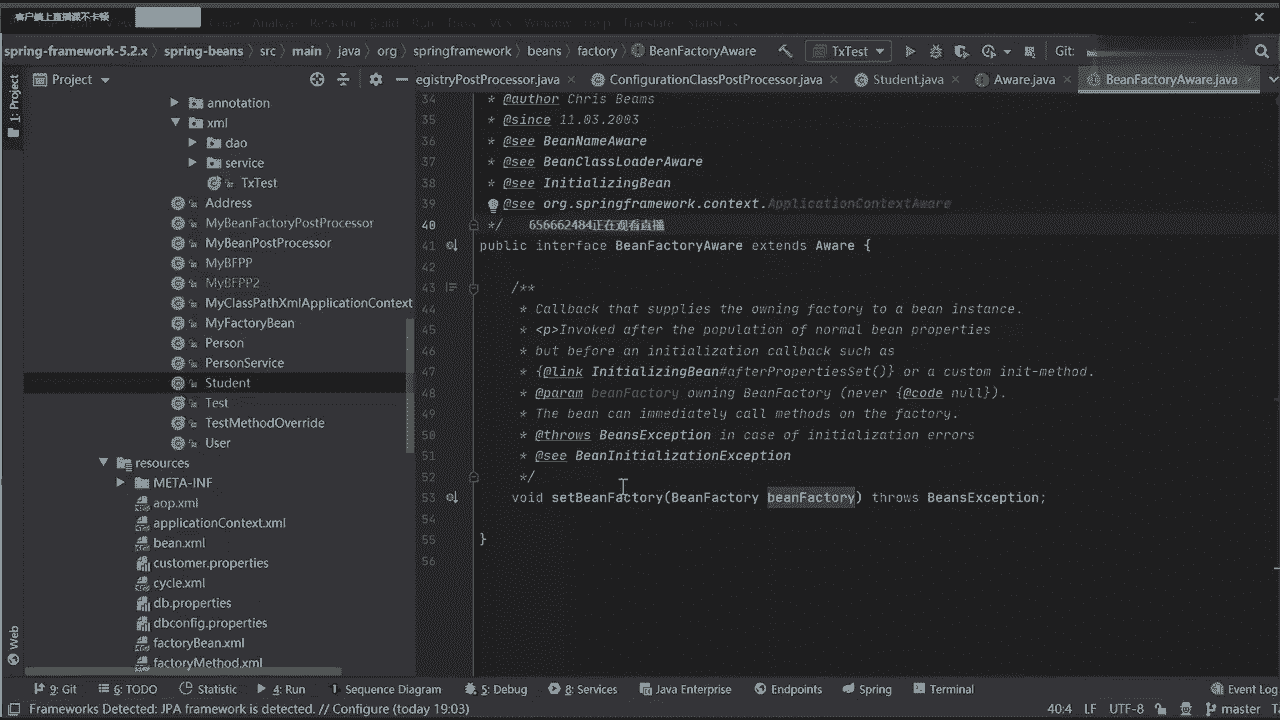 客户端上直播课不卡顿
spring-framework-5.2.x › spring-beans › src › main › java › org › springframework › beans › factory › BeanFactoryAware
TxTest
Git:
Project
egistryPostProcessor.java
ConfigurationClassPostProcessor.java
Student.java
Aware.java
BeanFactoryAware.java
1: Project
annotation
xml
dao
service
TxTest
Address
MyBeanFactoryPostProcessor
MyBeanPostProcessor
MyBFPP
MyBFPP2
MyClassPathXmlApplicationContext
MyFactoryBean
Person
PersonService
Student
Test
TestMethodOverride
User
resources
META-INF
aop.xml
applicationContext.xml
bean.xml
customer.properties
cycle.xml
db.properties
dbconfig.properties
factoryBean.xml
factoryMethod.xml
Web
34 * @author Chris Beams
35 * @since 11.03.2003
36 * @see BeanNameAware
37 * @see BeanClassLoaderAware
38 * @see InitializingBean
39 * @see org.springframework.context.ApplicationContextAware
40 */ 656662484正在观看直播
41 public interface BeanFactoryAware extends Aware {
42
43 /**
44 * Callback that supplies the owning factory to a bean instance.
45 * <p>Invoked after the population of normal bean properties
46 * but before an initialization callback such as
47 * {@link InitializingBean#afterPropertiesSet()} or a custom init-method.
48 * @param beanFactory owning BeanFactory (never {@code null}).
49 * The bean can immediately call methods on the factory.
50 * @throws BeansException in case of initialization errors
51 * @see BeanInitializationException
52 */
53 void setBeanFactory(BeanFactory beanFactory) throws BeansException;
54
55 }
56
9: Git
6: TODO
Statistic
4: Run
Sequence Diagram
5: Debug
8: Services
Java Enterprise
Endpoints
Spring
Terminal
Event Log
Frameworks Detected: JPA framework is detected. // Configure (today 19:03)
40:4
LF
UTF-8
master